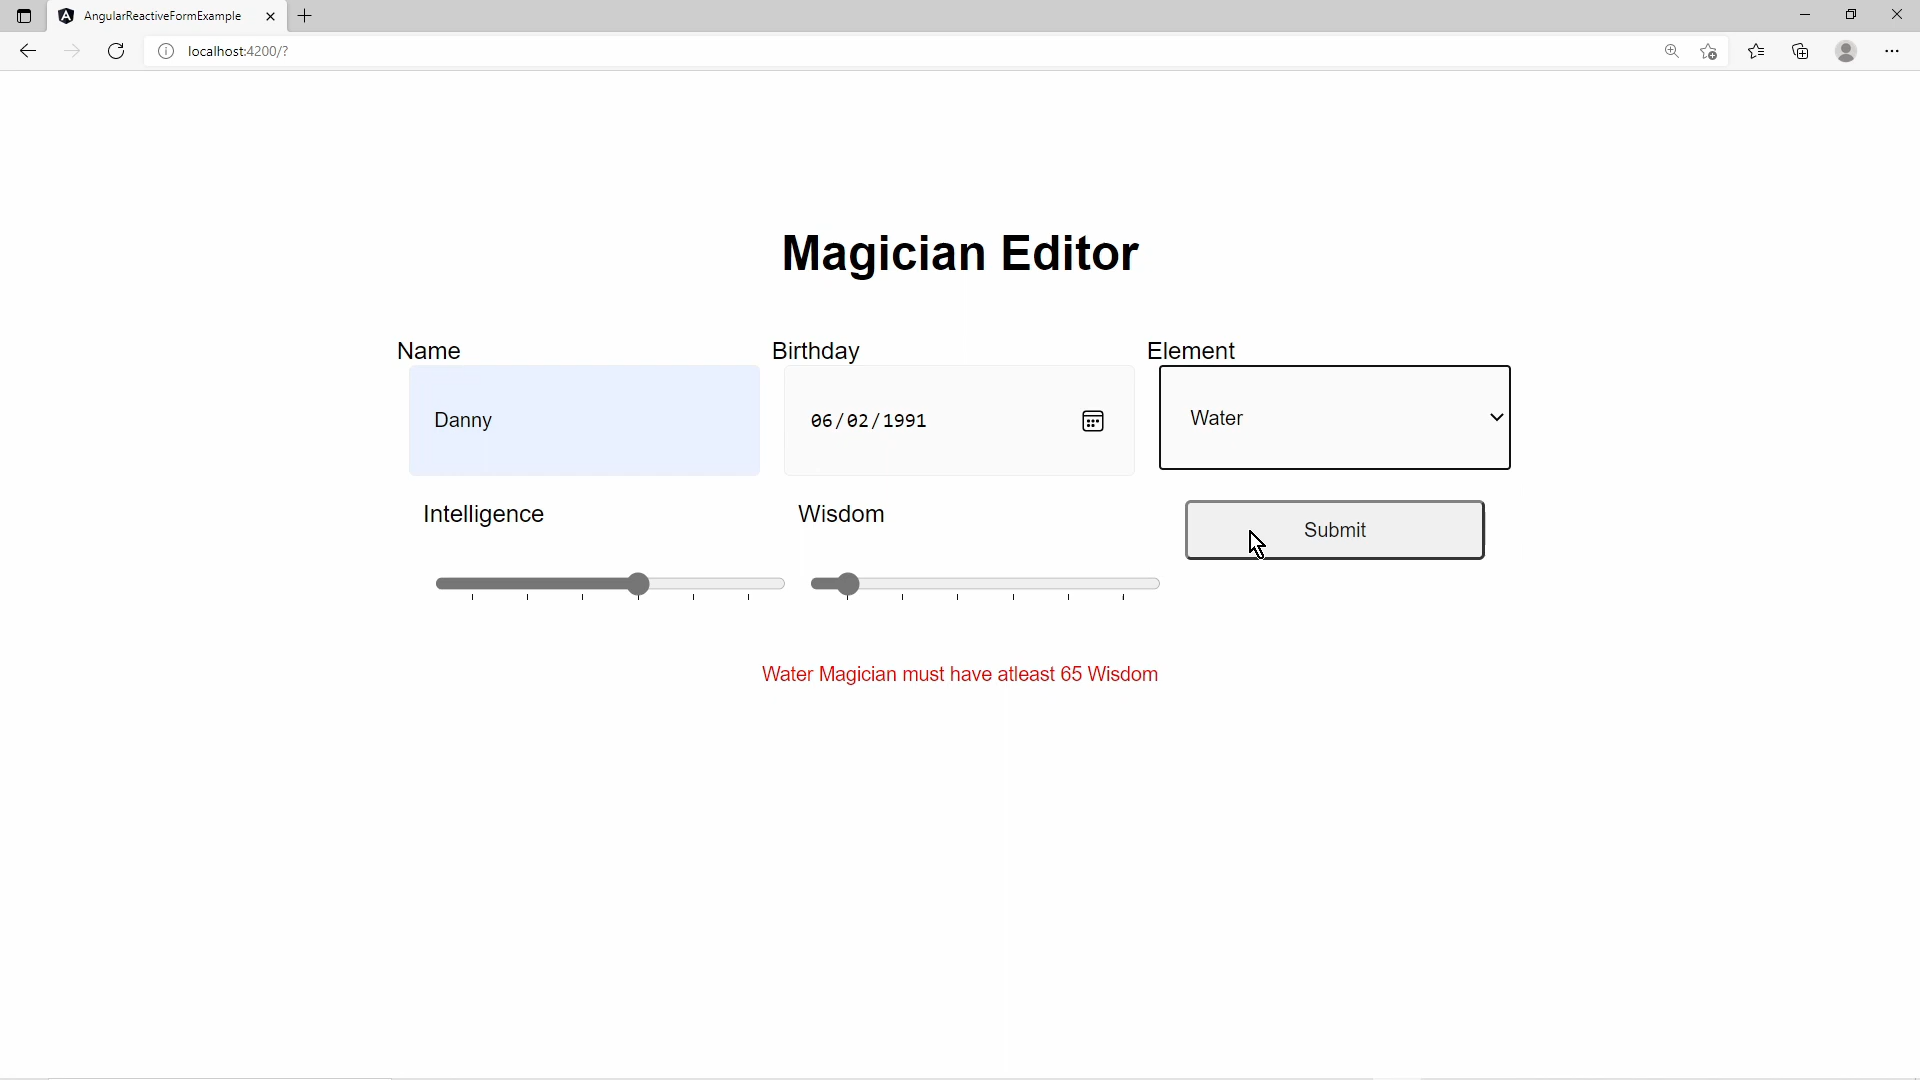 AngularReactiveFormExample
localhost:4200/?
Magician Editor
Name
Birthday
Element
Danny
06/02/1991
Water
Intelligence
Wisdom
Submit
Water Magician must have atleast 65 Wisdom